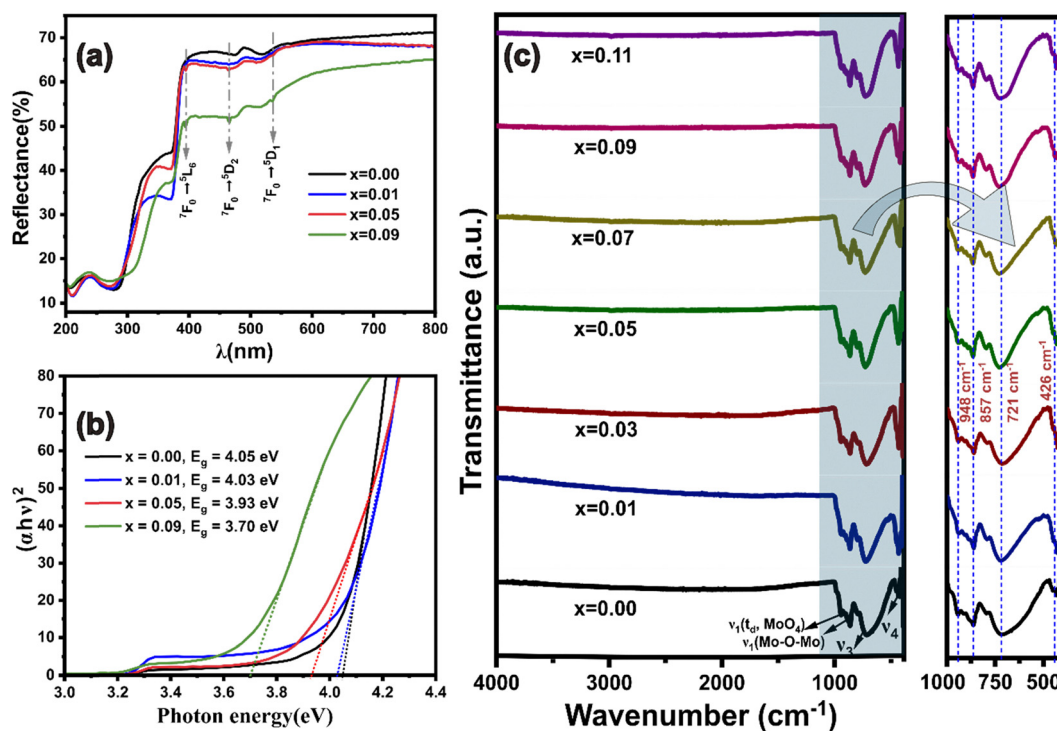 (a)
Reflectance(%)
70
60
50
40
30
20
10
⁷F₀→⁵L₆
⁷F₀→⁵D₂
⁷F₀→⁵D₁
x=0.00
x=0.01
x=0.05
x=0.09
200
300
400
500
600
700
800
λ(nm)
(b)
(αhν)²
80
70
60
50
40
30
20
10
0
x = 0.00, E_g = 4.05 eV
x = 0.01, E_g = 4.03 eV
x = 0.05, E_g = 3.93 eV
x = 0.09, E_g = 3.70 eV
3.0
3.2
3.4
3.6
3.8
4.0
4.2
4.4
Photon energy(eV)
(c)
Transmittance (a.u.)
x=0.11
x=0.09
x=0.07
x=0.05
x=0.03
x=0.01
x=0.00
ν₁(t_d, MoO₄)
ν₁(Mo-O-Mo)
ν₃
ν₄
4000
3000
2000
1000
948 cm⁻¹
857 cm⁻¹
721 cm⁻¹
426 cm⁻¹
1000
750
500
Wavenumber (cm⁻¹)